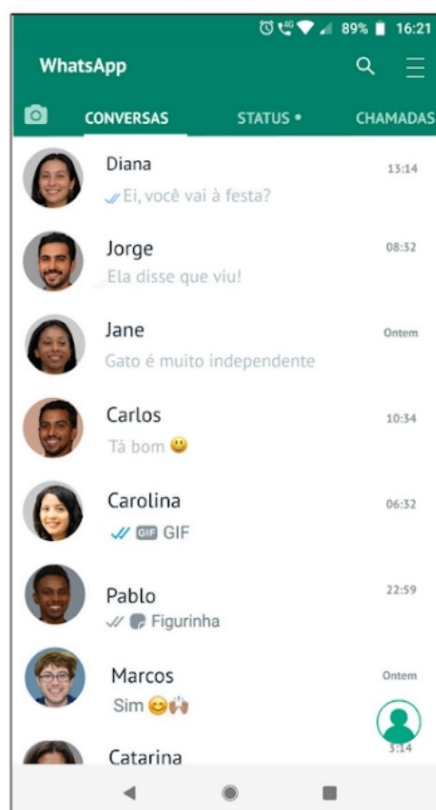 4G 89% 16:21
WhatsApp
CONVERSAS STATUS • CHAMADAS
Diana 13:14
Ei, você vai à festa?
Jorge 08:32
Ela disse que viu!
Jane Ontem
Gato é muito independente
Carlos 10:34
Tá bom 😃
Carolina 06:32
GIF GIF
Pablo 22:59
Figurinha
Marcos Ontem
Sim 😊🙌🏽
Catarina 3:14